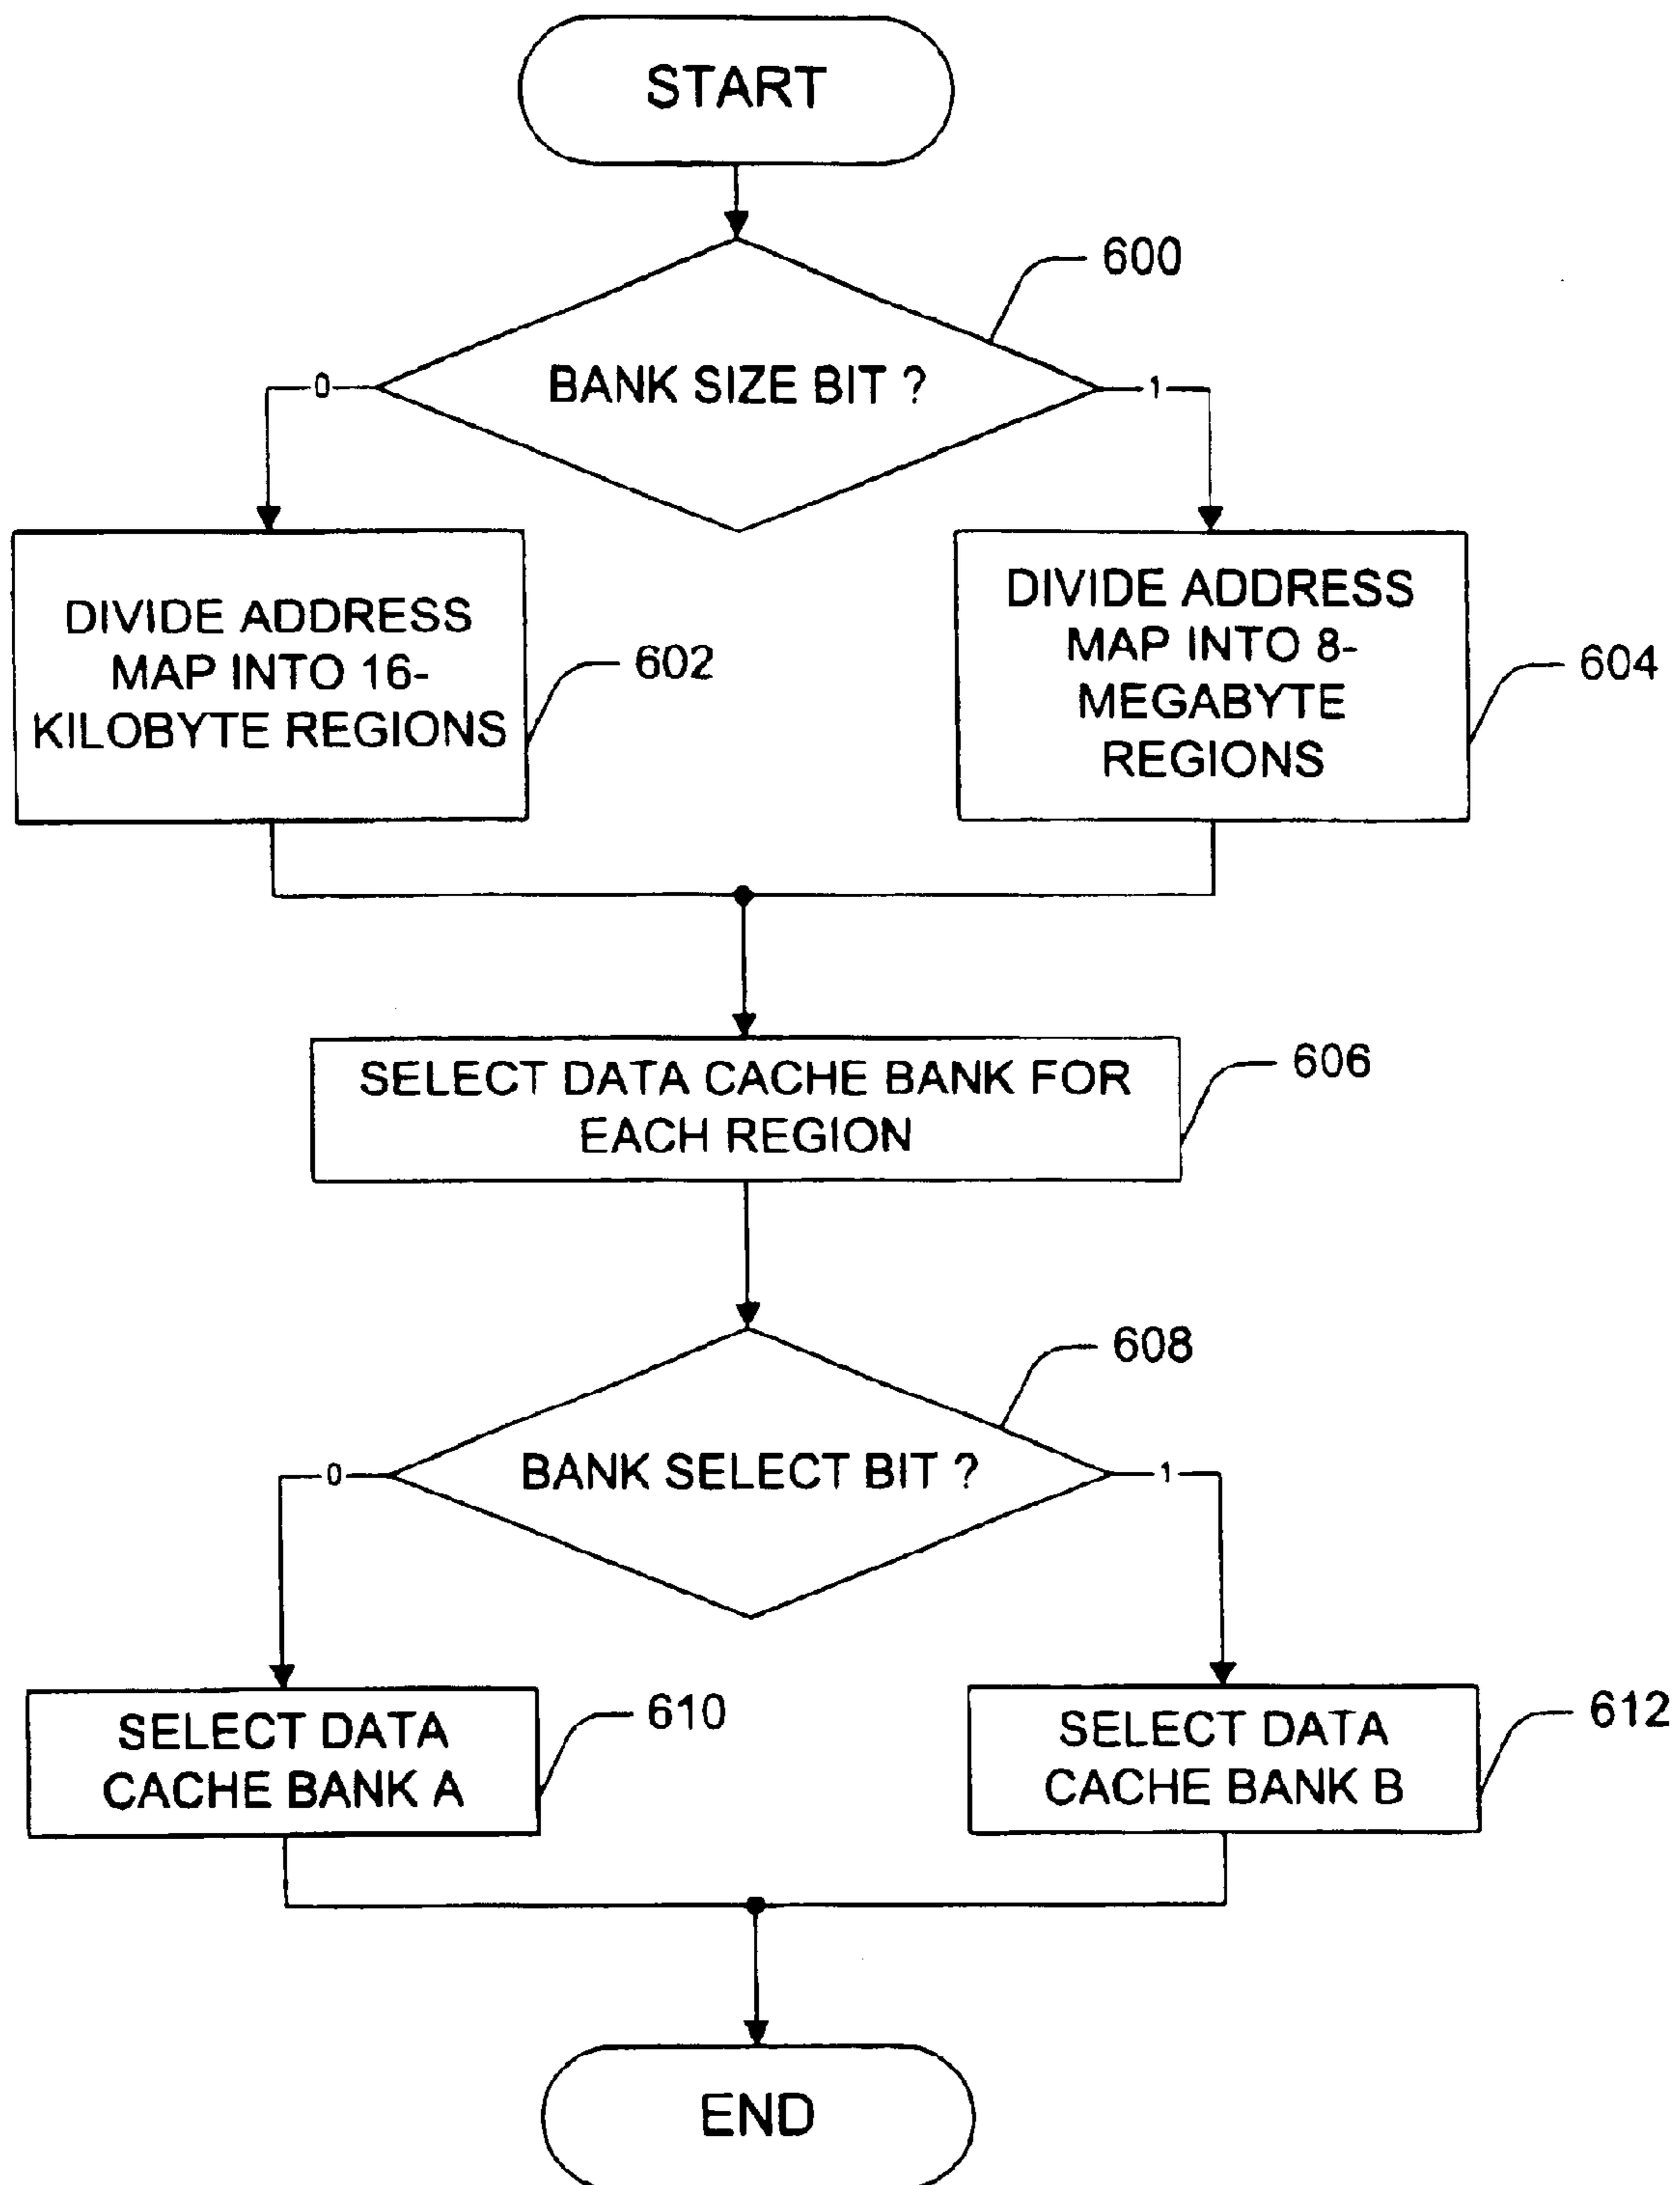 START
600
BANK SIZE BIT ?
0
1
DIVIDE ADDRESS
MAP INTO 16-
KILOBYTE REGIONS
602
DIVIDE ADDRESS
MAP INTO 8-
MEGABYTE
REGIONS
604
SELECT DATA CACHE BANK FOR
EACH REGION
606
608
BANK SELECT BIT ?
0
1
SELECT DATA
CACHE BANK A
610
SELECT DATA
CACHE BANK B
612
END